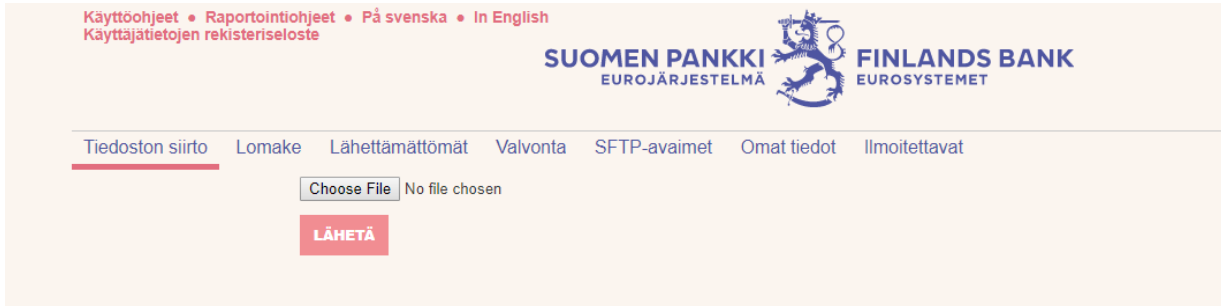 Käyttöohjeet ● Raportointiohjeet ● På svenska ● In English
Käyttäjätietojen rekisteriseloste
SUOMEN PANKKI FINLANDS BANK
EUROJÄRJESTELMÄ EUROSYSTEMET
Tiedoston siirto Lomake Lähettämättömät Valvonta SFTP-avaimet Omat tiedot Ilmoitettavat
Choose File No file chosen
LÄHETÄ